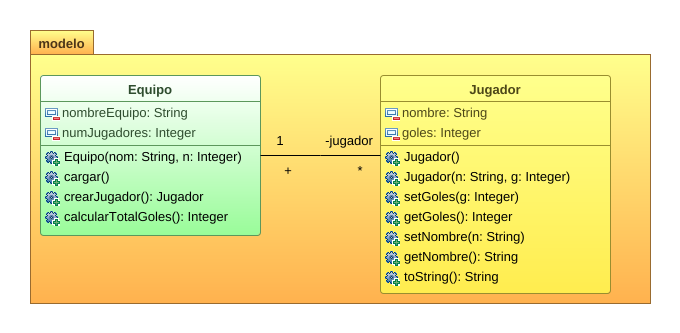 modelo
Equipo
nombreEquipo: String
numJugadores: Integer
Equipo(nom: String, n: Integer)
cargar()
crearJugador(): Jugador
calcularTotalGoles(): Integer
1
-jugador
+
*
Jugador
nombre: String
goles: Integer
Jugador()
Jugador(n: String, g: Integer)
setGoles(g: Integer)
getGoles(): Integer
setNombre(n: String)
getNombre(): String
toString(): String